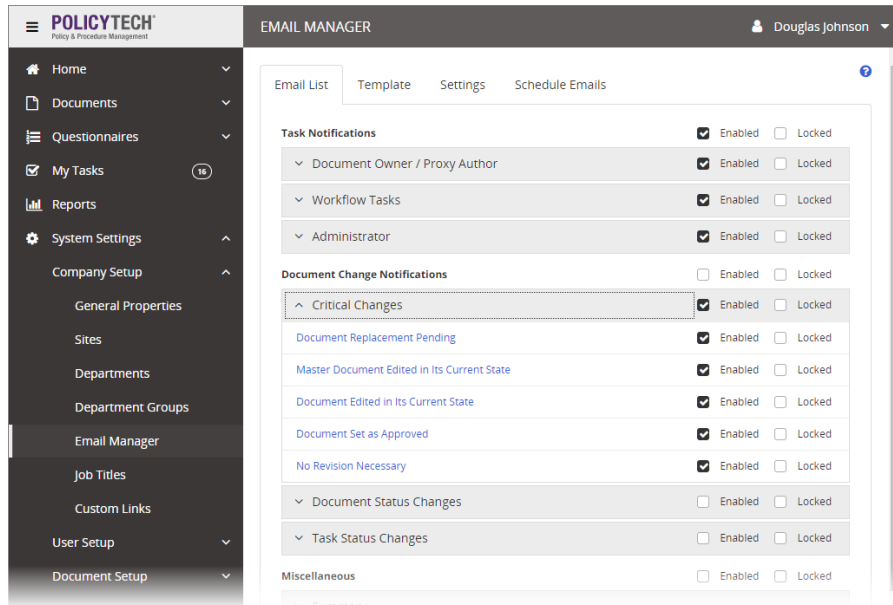 POLICYTECH
Policy & Procedure Management
EMAIL MANAGER
Douglas Johnson
Home
Documents
Questionnaires
My Tasks 16
Reports
System Settings
Company Setup
General Properties
Sites
Departments
Department Groups
Email Manager
Job Titles
Custom Links
User Setup
Document Setup
Email List Template Settings Schedule Emails
Task Notifications Enabled Locked
Document Owner / Proxy Author Enabled Locked
Workflow Tasks Enabled Locked
Administrator Enabled Locked
Document Change Notifications Enabled Locked
Critical Changes Enabled Locked
Document Replacement Pending Enabled Locked
Master Document Edited in Its Current State Enabled Locked
Document Edited in Its Current State Enabled Locked
Document Set as Approved Enabled Locked
No Revision Necessary Enabled Locked
Document Status Changes Enabled Locked
Task Status Changes Enabled Locked
Miscellaneous Enabled Locked